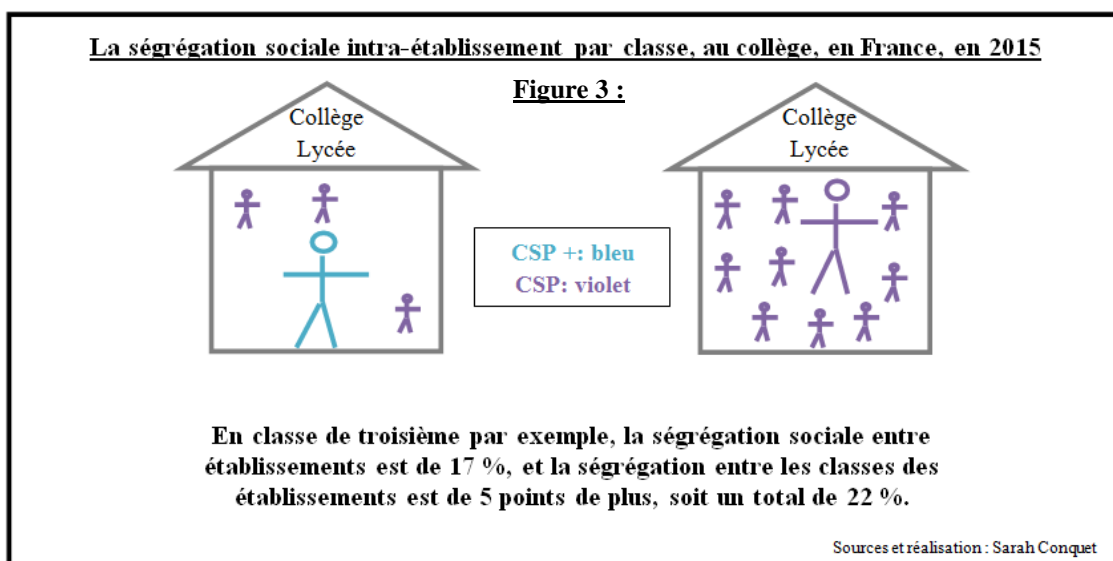 La ségrégation sociale intra-établissement par classe, au collège, en France, en 2015
Figure 3 :
Collège
Lycée
Collège
Lycée
CSP +: bleu
CSP: violet
En classe de troisième par exemple, la ségrégation sociale entre
établissements est de 17 %, et la ségrégation entre les classes des
établissements est de 5 points de plus, soit un total de 22 %.
Sources et réalisation : Sarah Conquet